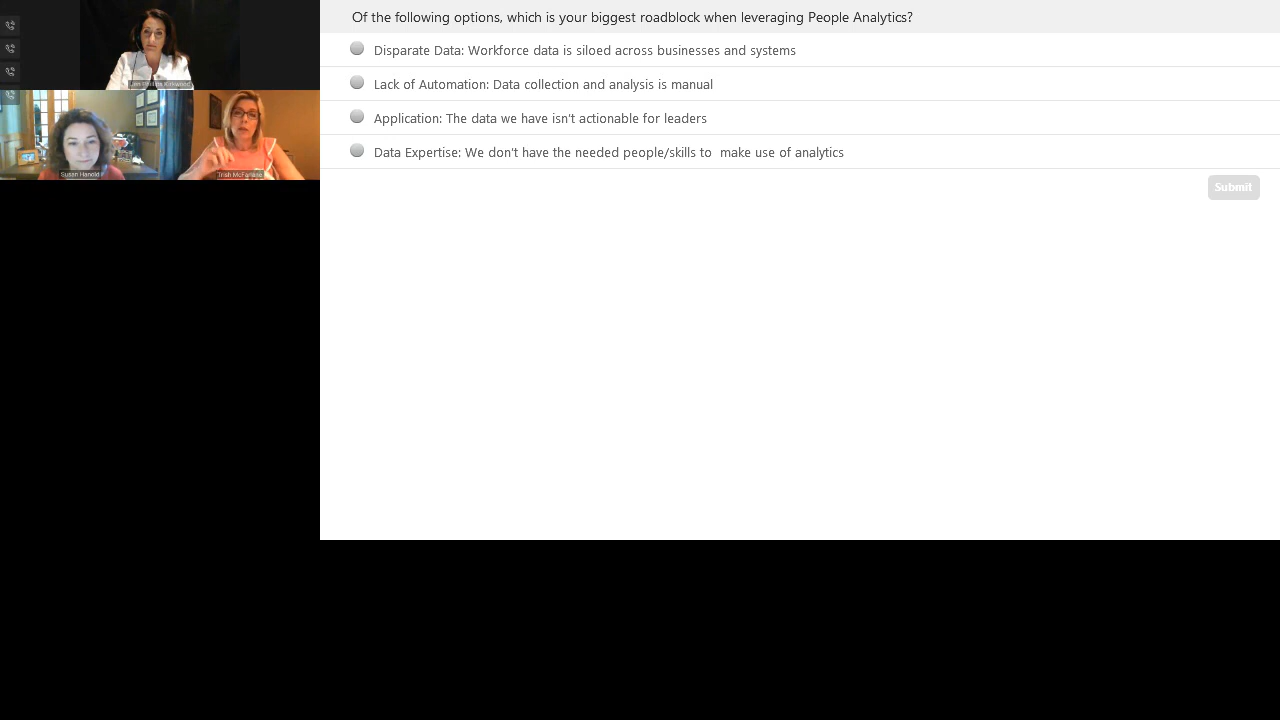 Of the following options, which is your biggest roadblock when leveraging People Analytics?
Disparate Data: Workforce data is siloed across businesses and systems
Lack of Automation: Data collection and analysis is manual
Application: The data we have isn't actionable for leaders
Data Expertise: We don't have the needed people/skills to  make use of analytics
Submit
Kirkwood
Susan Hanold
Trish McFarlane